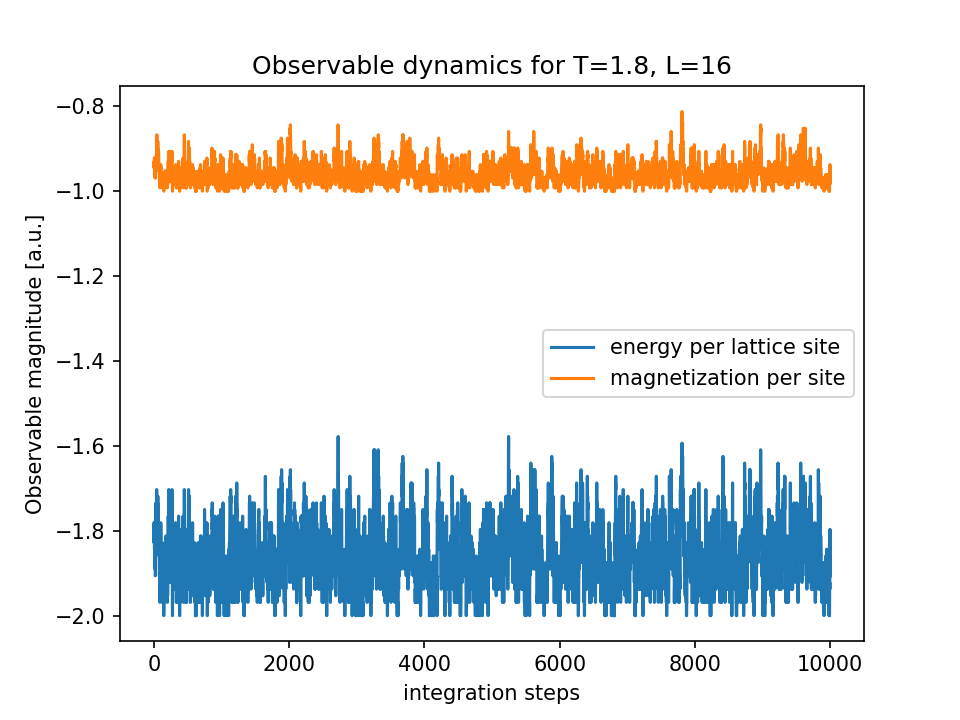 Observable dynamics for T=1.8, L=16
Observable magnitude [a.u.]
−0.8
−1.0
−1.2
−1.4
−1.6
−1.8
−2.0
energy per lattice site
magnetization per site
0 2000 4000 6000 8000 10000
integration steps